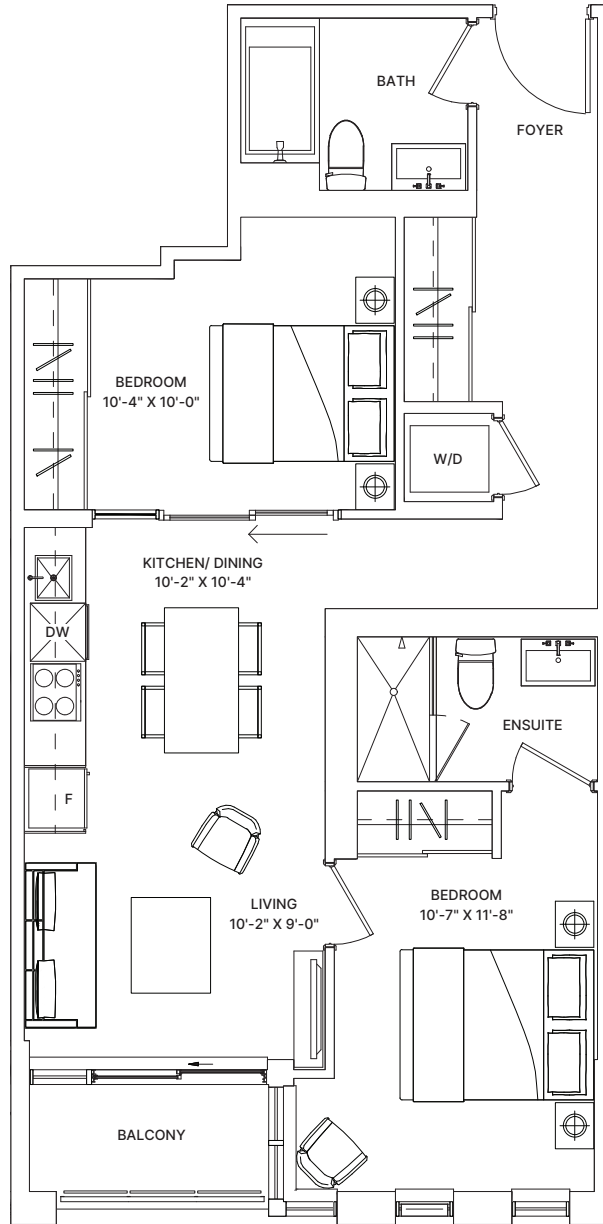 BATH
FOYER
BEDROOM
10'-4" X 10'-0"
W/D
KITCHEN/ DINING
10'-2" X 10'-4"
DW
ENSUITE
F
LIVING
10'-2" X 9'-0"
BEDROOM
10'-7" X 11'-8"
BALCONY